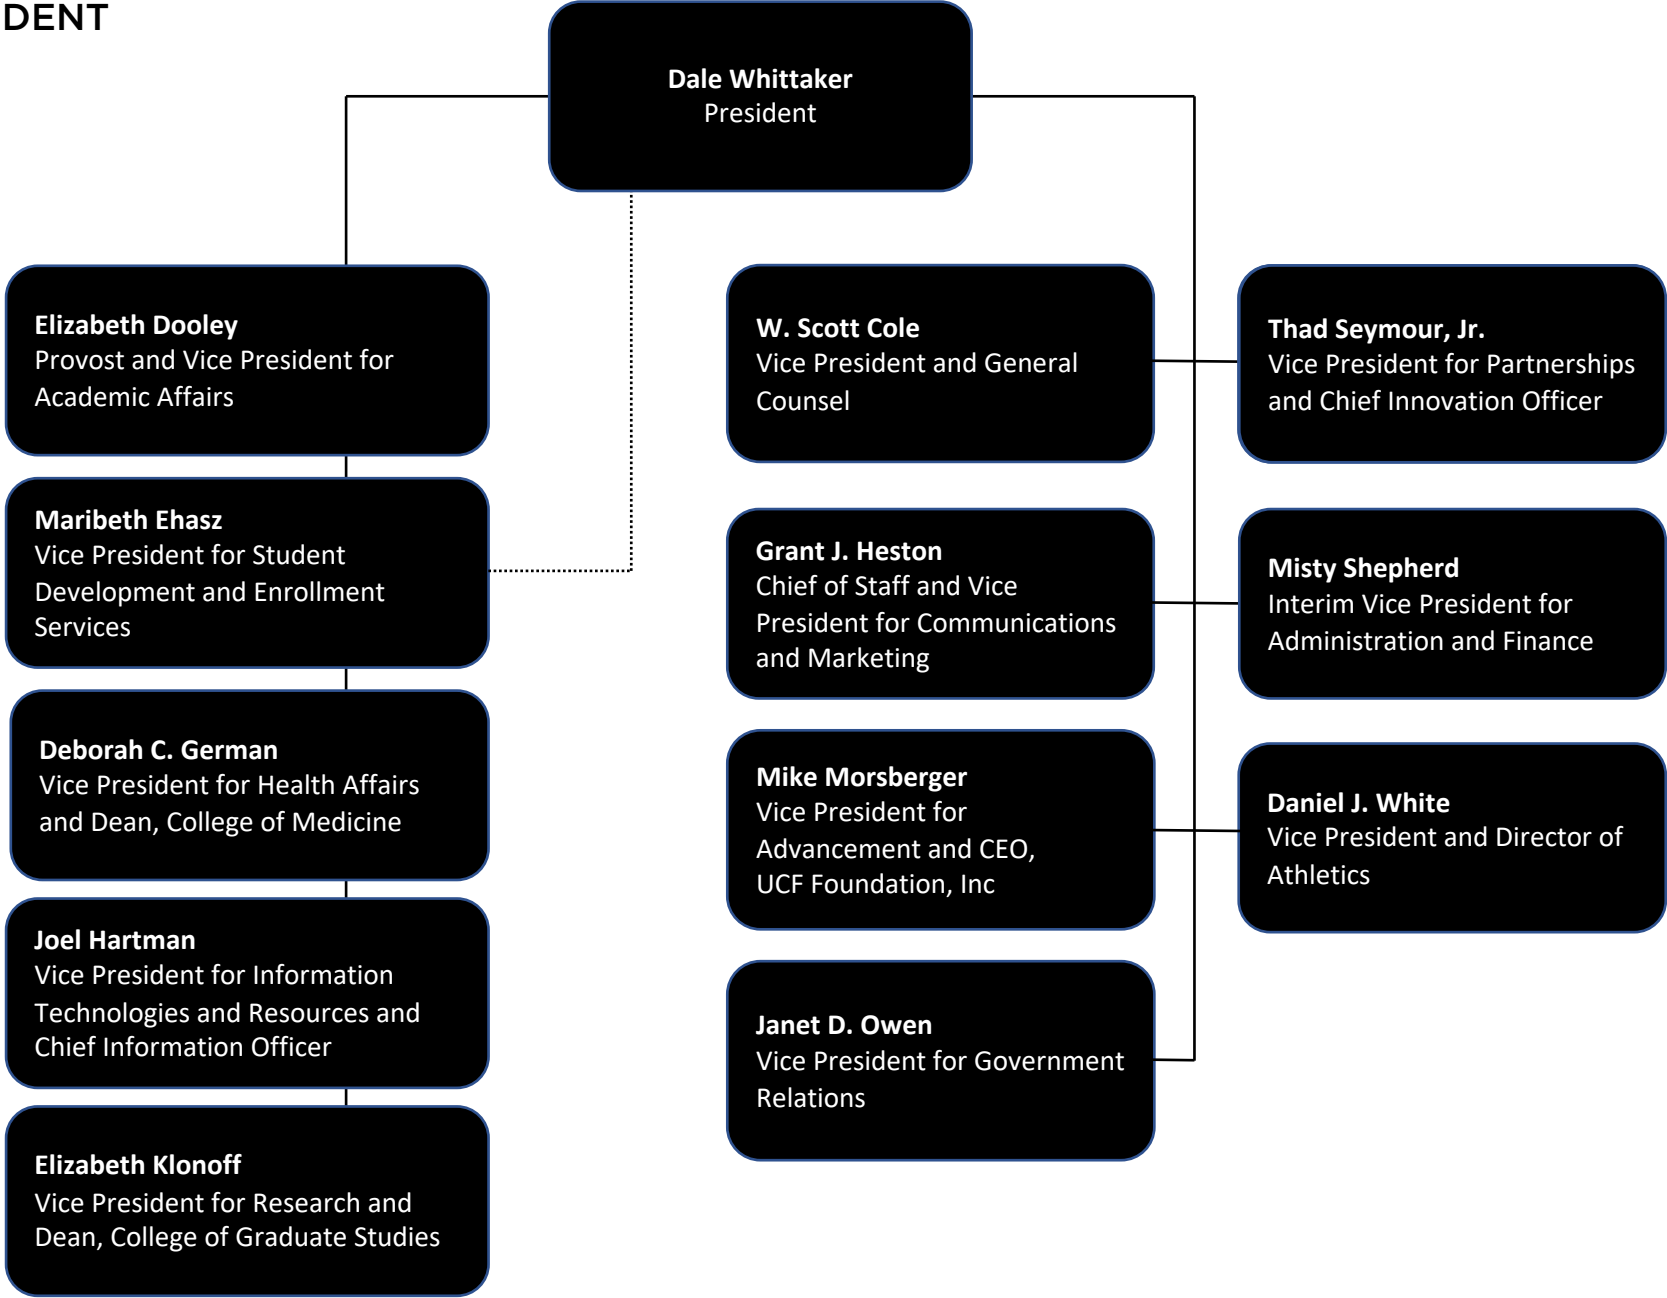 DENT
Dale Whittaker
President
Elizabeth Dooley
Provost and Vice President for
Academic Affairs
Maribeth Ehasz
Vice President for Student
Development and Enrollment
Services
Deborah C. German
Vice President for Health Affairs
and Dean, College of Medicine
Joel Hartman
Vice President for Information
Technologies and Resources and
Chief Information Officer
Elizabeth Klonoff
Vice President for Research and
Dean, College of Graduate Studies
W. Scott Cole
Vice President and General
Counsel
Grant J. Heston
Chief of Staff and Vice
President for Communications
and Marketing
Mike Morsberger
Vice President for
Advancement and CEO,
UCF Foundation, Inc
Janet D. Owen
Vice President for Government
Relations
Thad Seymour, Jr.
Vice President for Partnerships
and Chief Innovation Officer
Misty Shepherd
Interim Vice President for
Administration and Finance
Daniel J. White
Vice President and Director of
Athletics